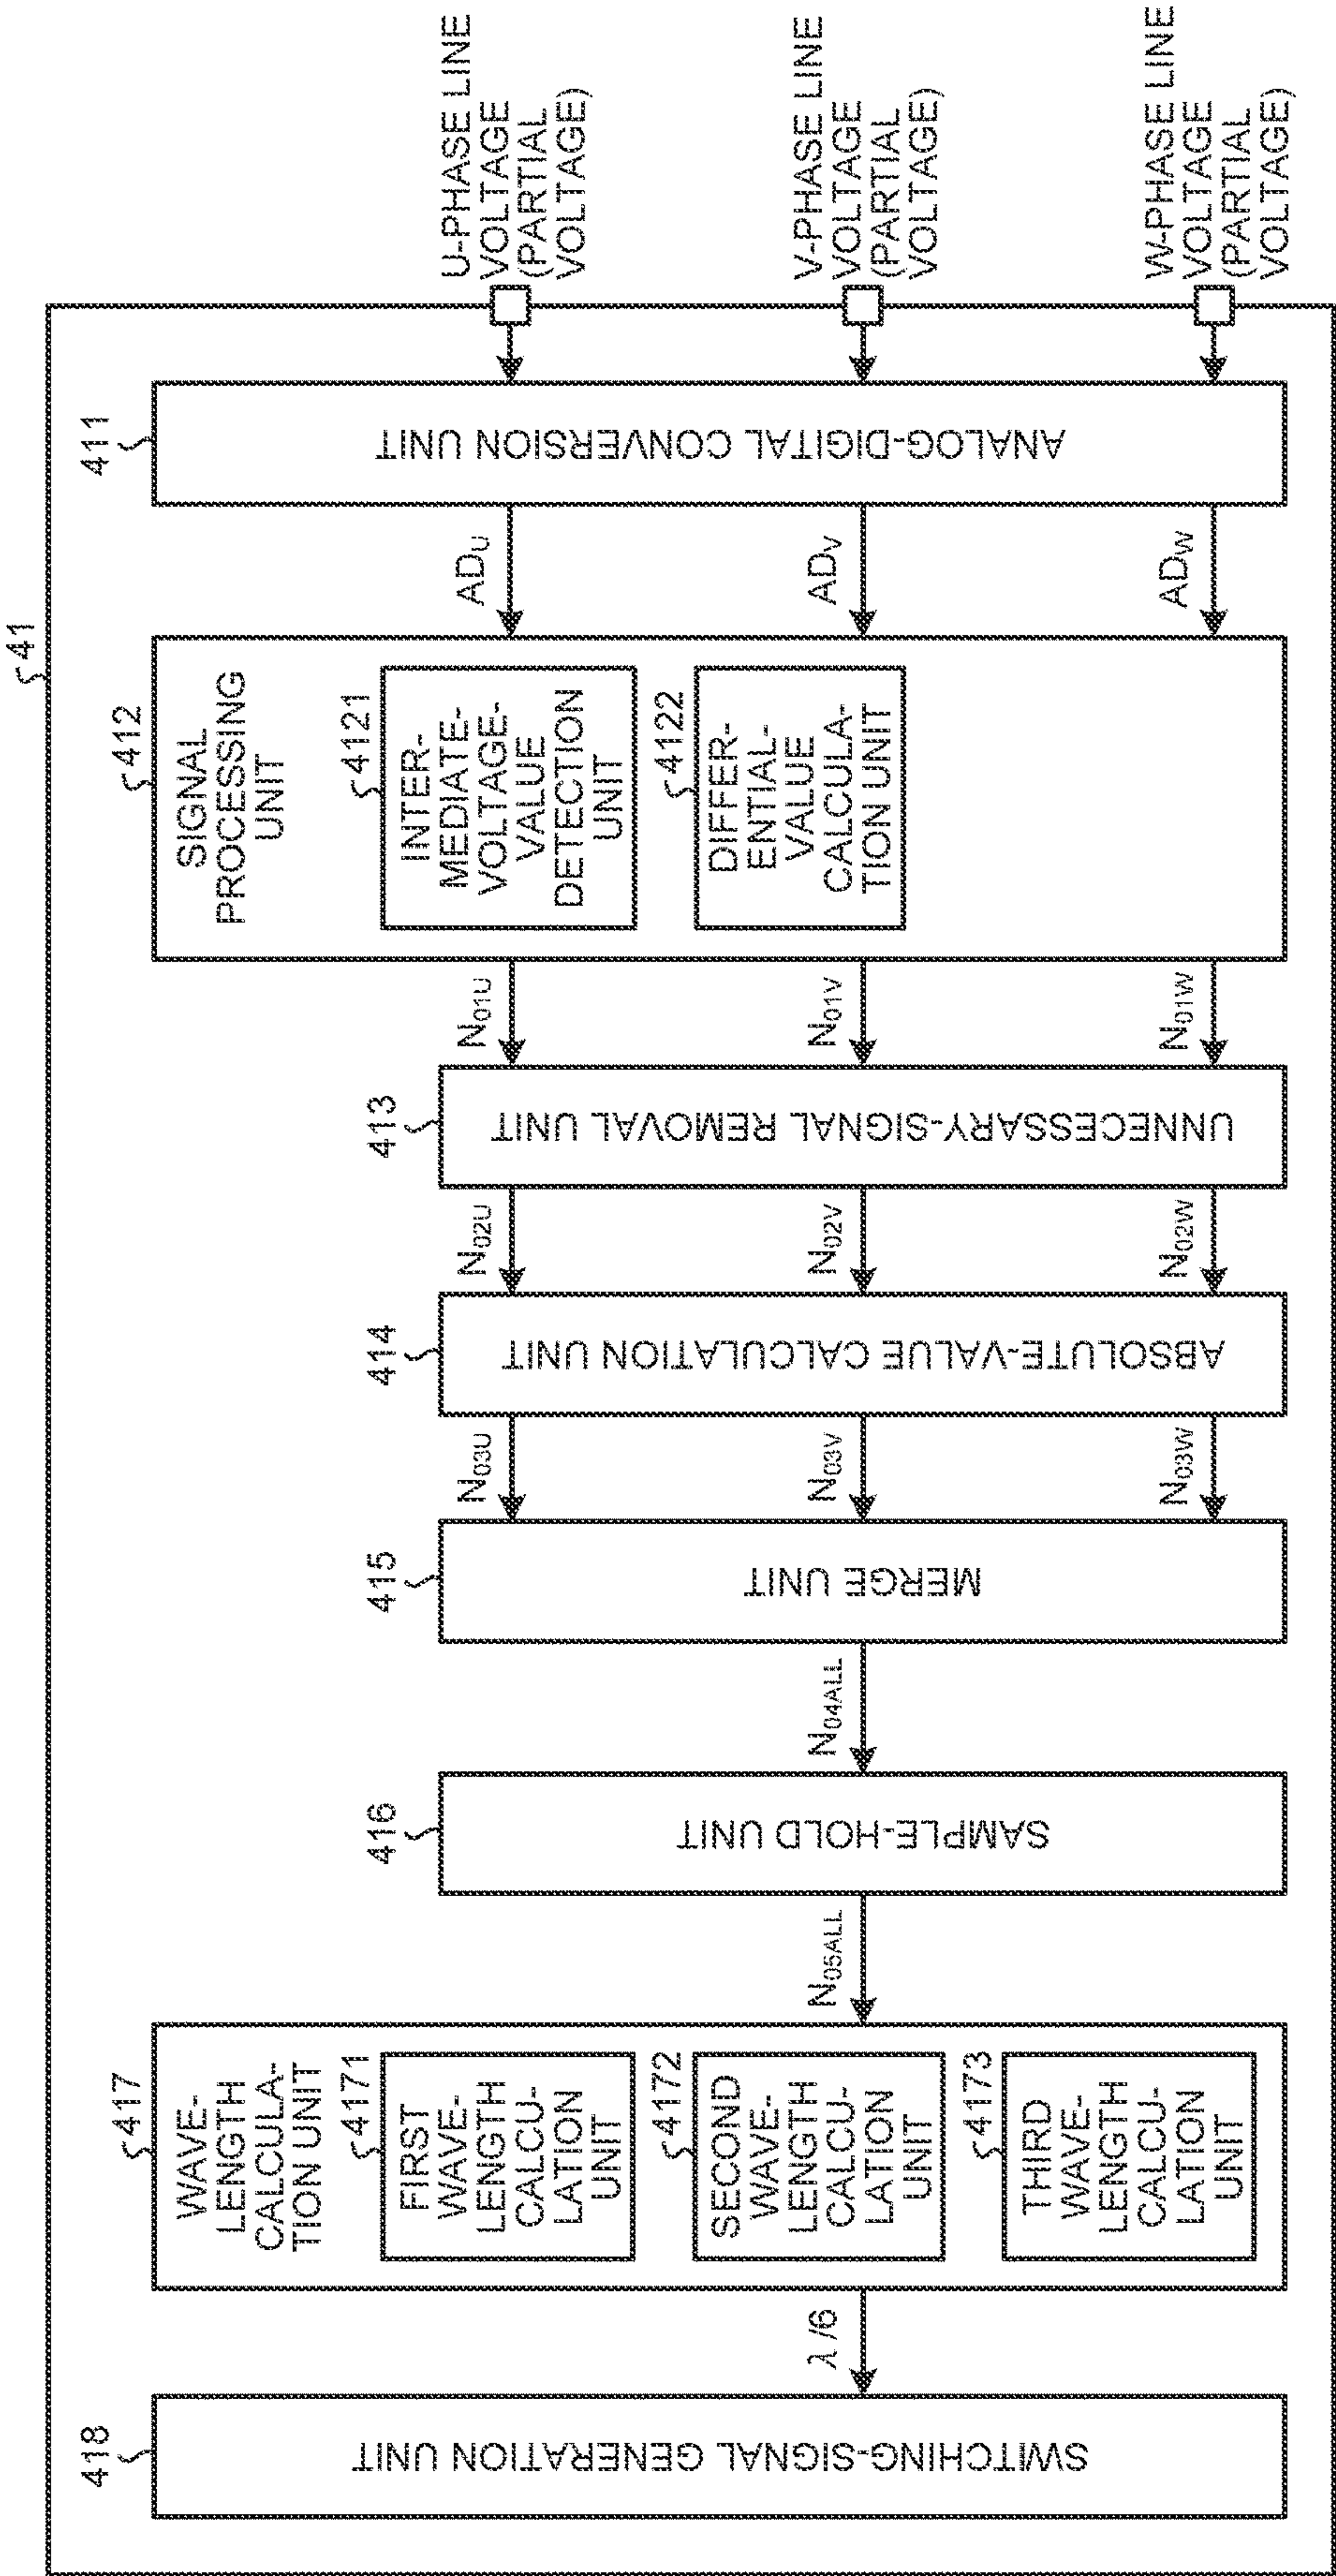 41
U-PHASE LINE
VOLTAGE
(PARTIAL
VOLTAGE)
V-PHASE LINE
VOLTAGE
(PARTIAL
VOLTAGE)
W-PHASE LINE
VOLTAGE
(PARTIAL
VOLTAGE)
411
ANALOG-DIGITAL CONVERSION UNIT
ADU
ADV
ADW
412
SIGNAL
PROCESSING
UNIT
4121
INTER-
MEDIATE-
VOLTAGE-
VALUE
DETECTION
UNIT
4122
DIFFER-
ENTIAL-
VALUE
CALCULA-
TION UNIT
N01U
N01V
N01W
413
UNNECESSARY-SIGNAL REMOVAL UNIT
N02U
N02V
N02W
414
ABSOLUTE-VALUE CALCULATION UNIT
N03U
N03V
N03W
415
MERGE UNIT
N04ALL
416
SAMPLE-HOLD UNIT
N05ALL
417
WAVE-
LENGTH
CALCULA-
TION UNIT
4171
FIRST
WAVE-
LENGTH
CALCU-
LATION
UNIT
4172
SECOND
WAVE-
LENGTH
CALCU-
LATION
UNIT
4173
THIRD
WAVE-
LENGTH
CALCU-
LATION
UNIT
λ/6
418
SWITCHING-SIGNAL GENERATION UNIT